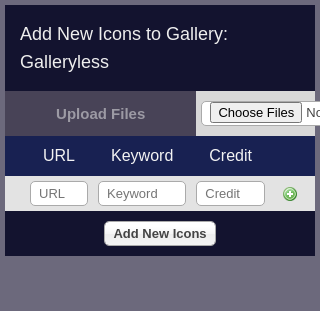 Add New Icons to Gallery:
Galleryless
Upload Files Choose Files
URL Keyword Credit
URL Keyword Credit
Add New Icons